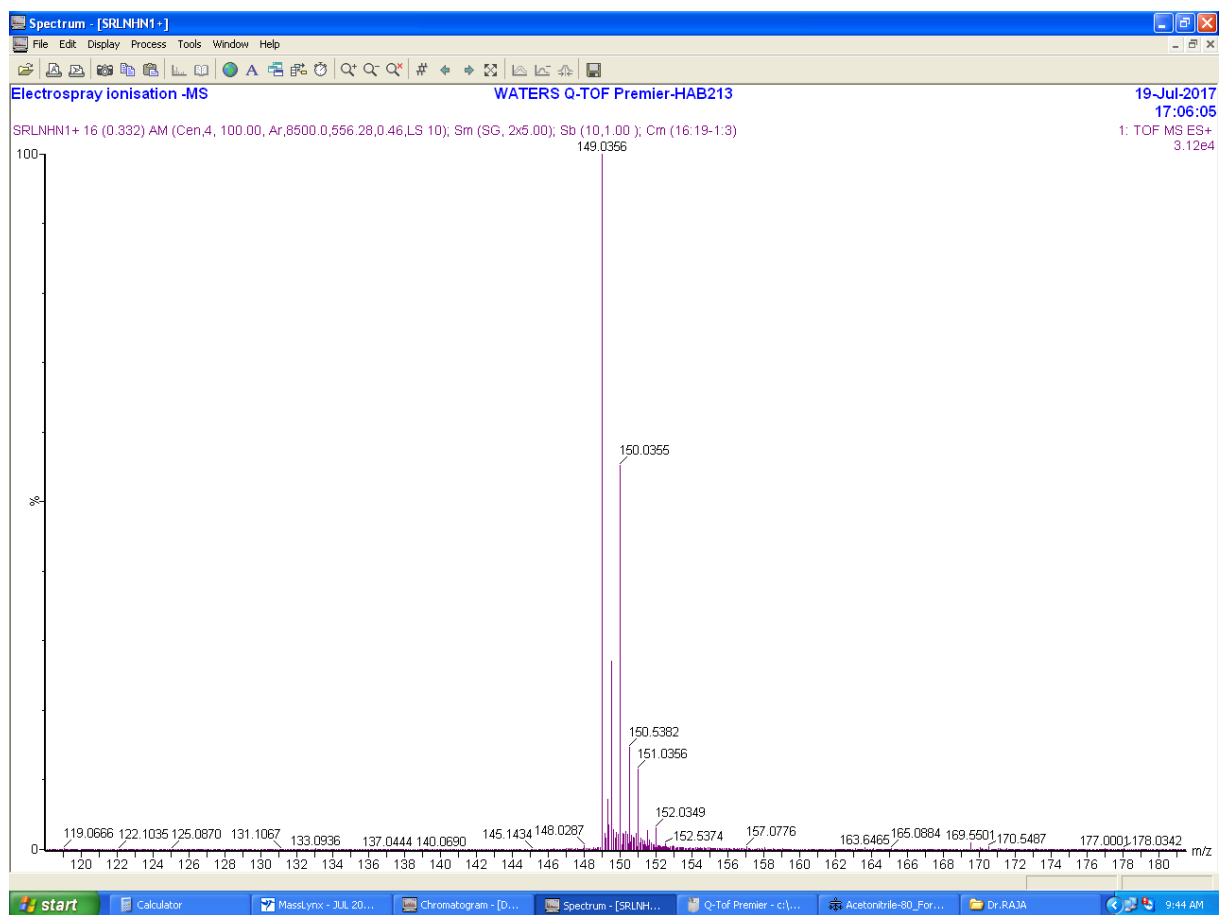 Spectrum - [SRLNHN1+]
File Edit Display Process Tools Window Help
Electrospray ionisation -MS WATERS Q-TOF Premier-HAB213 19-Jul-2017
17:06:05
SRLNHN1+ 16 (0.332) AM (Cen,4, 100.00, Ar,8500.0,556.28,0.46,LS 10); Sm (SG, 2x5.00); Sb (10,1.00 ); Cm (16:19-1:3) 1: TOF MS ES+
3.12e4
149.0356
100
150.0355
%
150.5382
151.0356
152.0349
119.0666 122.1035 125.0870 131.1067 133.0936 137.0444 140.0690 145.1434 148.0287 152.5374 157.0776 163.6465 165.0884 169.5501 170.5487 177.0001 178.0342
0
m/z
120 122 124 126 128 130 132 134 136 138 140 142 144 146 148 150 152 154 156 158 160 162 164 166 168 170 172 174 176 178 180
start Calculator MassLynx - JUL 20... Chromatogram - [D... Spectrum - [SRLNH... Q-Tof Premier - c:\... Acetonitrile-80_For... Dr.RAJA 9:44 AM